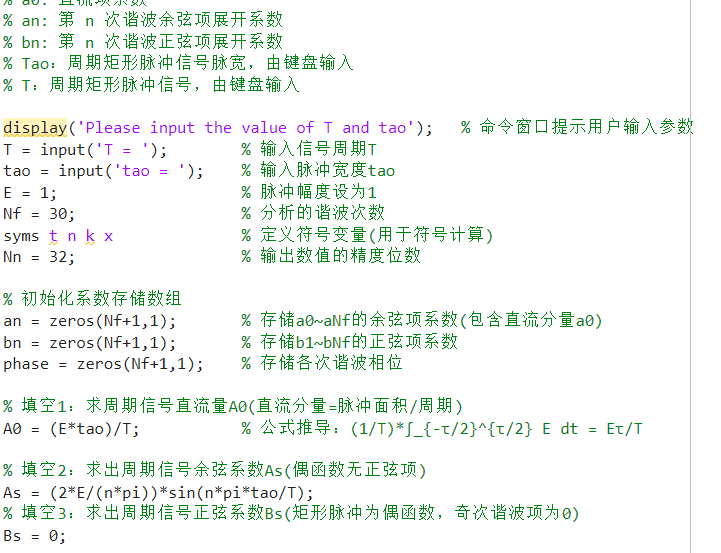 % a0: 直流项系数
% an: 第 n 次谐波余弦项展开系数
% bn: 第 n 次谐波正弦项展开系数
% Tao: 周期矩形脉冲信号脉宽，由键盘输入
% T: 周期矩形脉冲信号，由键盘输入
display('Please input the value of T and tao'); % 命令窗口提示用户输入参数
T = input('T = '); % 输入信号周期T
tao = input('tao = '); % 输入脉冲宽度tao
E = 1; % 脉冲幅度设为1
Nf = 30; % 分析的谐波次数
syms t n k x % 定义符号变量(用于符号计算)
Nn = 32; % 输出数值的精度位数
% 初始化系数存储数组
an = zeros(Nf+1,1); % 存储a0~aNf的余弦项系数(包含直流分量a0)
bn = zeros(Nf+1,1); % 存储b1~bNf的正弦项系数
phase = zeros(Nf+1,1); % 存储各次谐波相位
% 填空1: 求周期信号直流量A0(直流分量=脉冲面积/周期)
A0 = (E*tao)/T; % 公式推导: (1/T)*∫_{-τ/2}^{τ/2} E dt = Eτ/T
% 填空2: 求出周期信号余弦系数As(偶函数无正弦项)
As = (2*E/(n*pi))*sin(n*pi*tao/T);
% 填空3: 求出周期信号正弦系数Bs(矩形脉冲为偶函数，奇次谐波项为0)
Bs = 0;